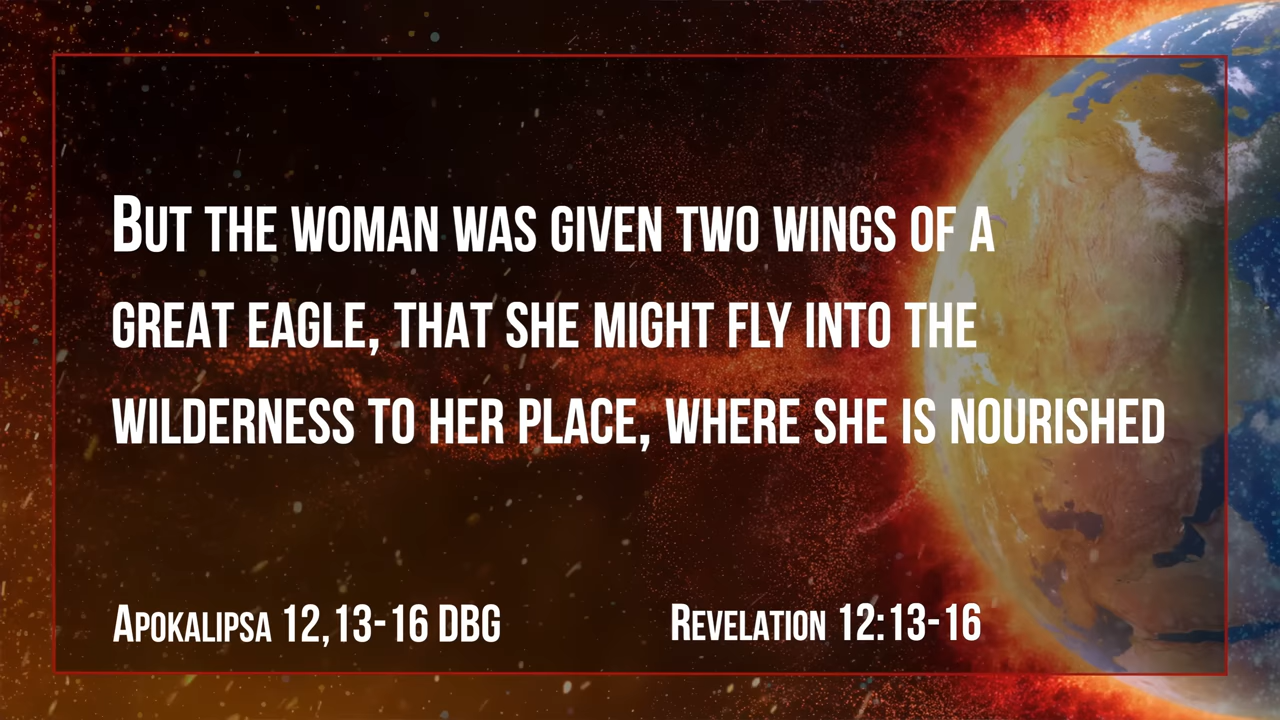 But the woman was given two wings of a
great eagle, that she might fly into the
wilderness to her place, where she is nourished
Apokalipsa 12,13-16 DBG
Revelation 12:13-16